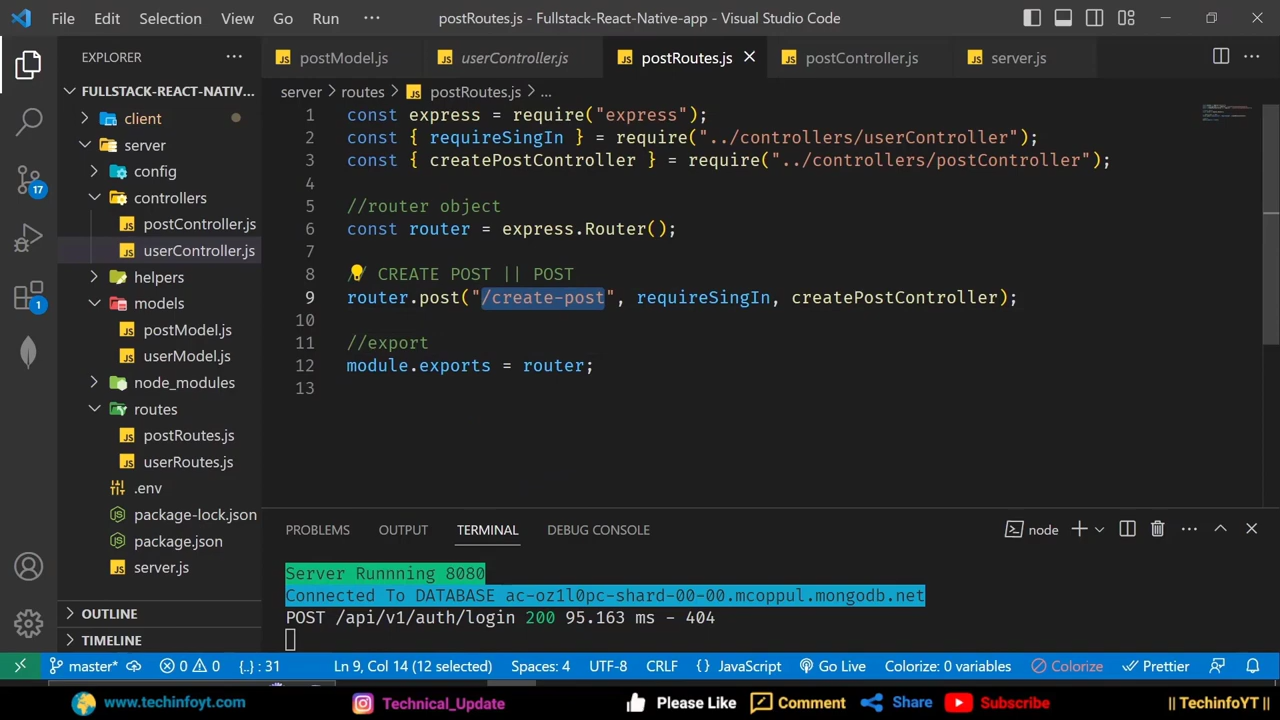 File Edit Selection View Go Run ··· postRoutes.js - Fullstack-React-Native-app - Visual Studio Code
EXPLORER ···
postModel.js userController.js postRoutes.js postController.js server.js ···
FULLSTACK-REACT-NATIV...
server > routes > postRoutes.js > ...
client
server
config
controllers
postController.js
userController.js
helpers
models
postModel.js
userModel.js
node_modules
routes
postRoutes.js
userRoutes.js
.env
package-lock.json
package.json
server.js
OUTLINE
TIMELINE
17
1
1 const express = require("express");
2 const { requireSingIn } = require("../controllers/userController");
3 const { createPostController } = require("../controllers/postController");
4
5 //router object
6 const router = express.Router();
7
8 // CREATE POST || POST
9 router.post("/create-post", requireSingIn, createPostController);
10
11 //export
12 module.exports = router;
13
PROBLEMS OUTPUT TERMINAL DEBUG CONSOLE node ···
Server Runnning 8080
Connected To DATABASE ac-oz1l0pc-shard-00-00.mcoppul.mongodb.net
POST /api/v1/auth/login 200 95.163 ms - 404
master* 0 0 {..} : 31 Ln 9, Col 14 (12 selected) Spaces: 4 UTF-8 CRLF {} JavaScript Go Live Colorize: 0 variables Colorize Prettier
www.techinfoyt.com Technical_Update Please Like Comment Share Subscribe || TechinfoYT ||